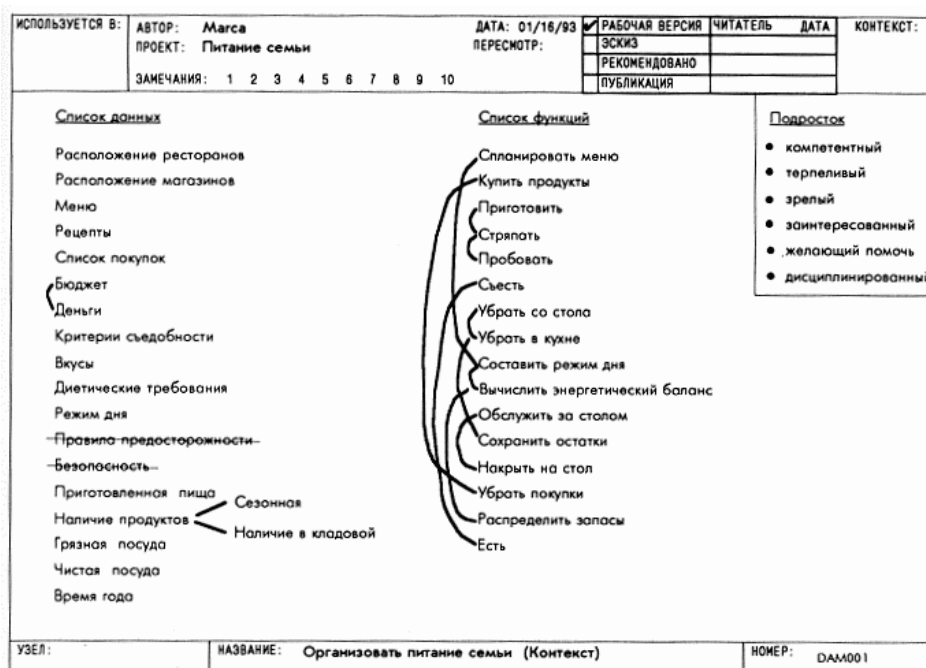 ИСПОЛЬЗУЕТСЯ В:
АВТОР: Marca
ДАТА: 01/16/93
ПРОЕКТ: Питание семьи
ПЕРЕСМОТР:
ЗАМЕЧАНИЯ: 1 2 3 4 5 6 7 8 9 10
РАБОЧАЯ ВЕРСИЯ
ЭСКИЗ
РЕКОМЕНДОВАНО
ПУБЛИКАЦИЯ
ЧИТАТЕЛЬ ДАТА
КОНТЕКСТ:
Список данных
Расположение ресторанов
Расположение магазинов
Меню
Рецепты
Список покупок
Бюджет
Деньги
Критерии съедобности
Вкусы
Диетические требования
Режим дня
Правила предосторожности
Безопасность
Приготовленная пища
Наличие продуктов
Сезонная
Наличие в кладовой
Грязная посуда
Чистая посуда
Время года
Список функций
Спланировать меню
Купить продукты
Приготовить
Стряпать
Пробовать
Съесть
Убрать со стола
Убрать в кухне
Составить режим дня
Вычислить энергетический баланс
Обслужить за столом
Сохранить остатки
Накрыть на стол
Убрать покупки
Распределить запасы
Есть
Подросток
• компетентный
• терпеливый
• зрелый
• заинтересованный
• желающий помочь
• дисциплинированный
УЗЕЛ:
НАЗВАНИЕ: Организовать питание семьи (Контекст)
НОМЕР: DAM001